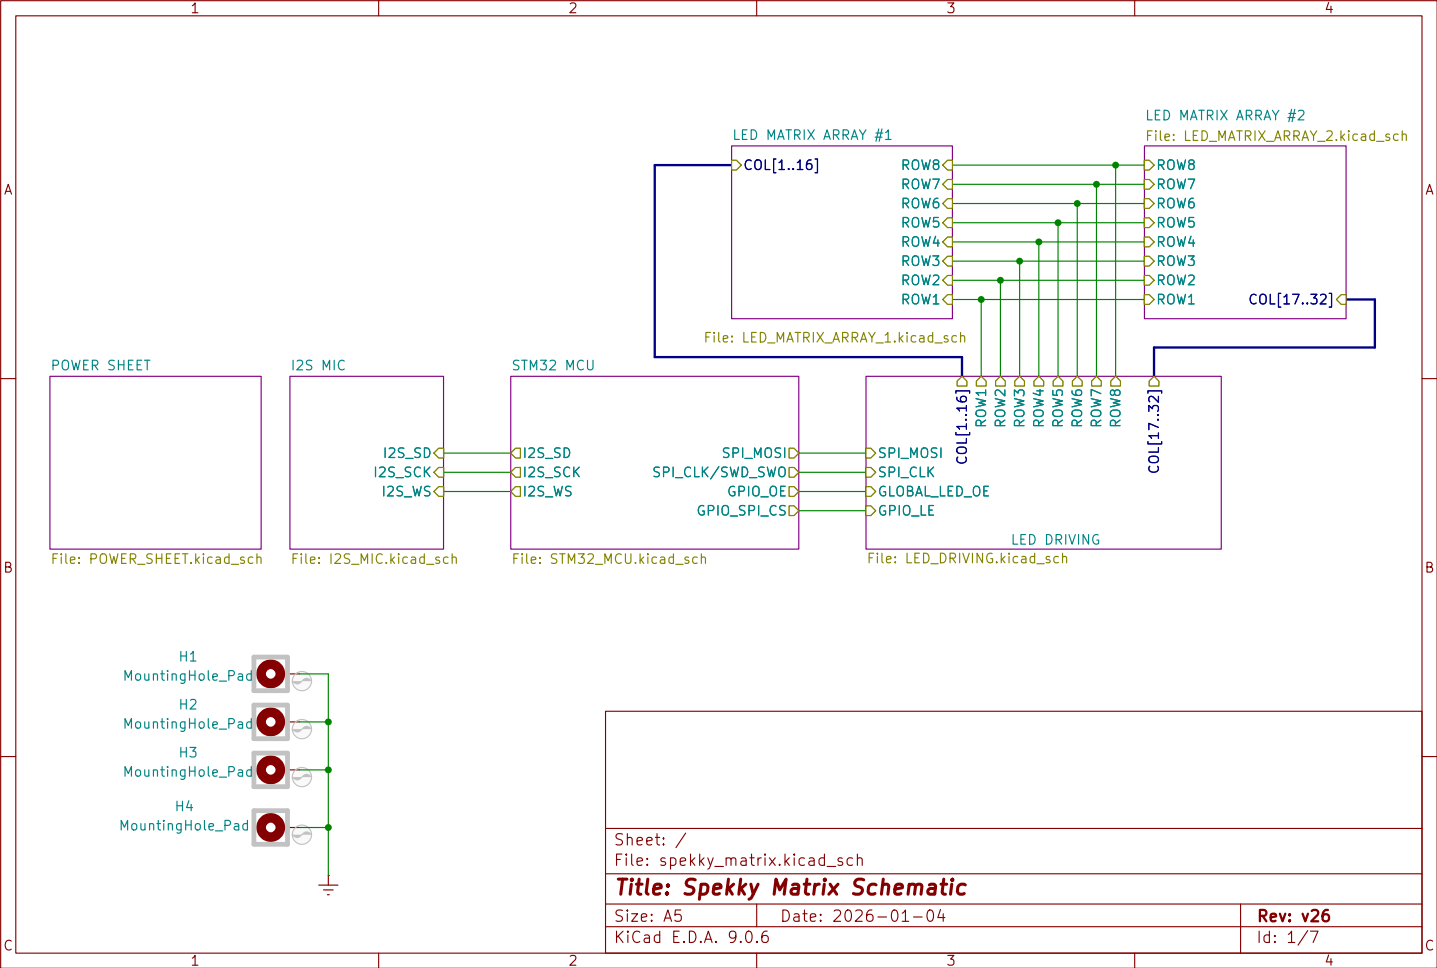 1 2 3 4
LED MATRIX ARRAY #2
LED MATRIX ARRAY #1
File: LED_MATRIX_ARRAY_2.kicad_sch
COL[1..16] ROW8 ROW8
ROW7 ROW7
A ROW6 ROW6 A
ROW5 ROW5
ROW4 ROW4
ROW3 ROW3
ROW2 ROW2
ROW1 ROW1 COL[17..32]
File: LED_MATRIX_ARRAY_1.kicad_sch
POWER SHEET
File: POWER_SHEET.kicad_sch
I2S MIC
I2S_SD
I2S_SCK
I2S_WS
File: I2S_MIC.kicad_sch
STM32 MCU
I2S_SD SPI_MOSI
I2S_SCK SPI_CLK/SWD_SWO
I2S_WS GPIO_OE
GPIO_SPI_CS
File: STM32_MCU.kicad_sch
COL[1..16]
ROW1
ROW2
ROW3
ROW4
ROW5
ROW6
ROW7
ROW8
COL[17..32]
SPI_MOSI
SPI_CLK
GLOBAL_LED_OE
GPIO_LE
LED DRIVING
File: LED_DRIVING.kicad_sch
B B
H1
MountingHole_Pad
H2
MountingHole_Pad
H3
MountingHole_Pad
H4
MountingHole_Pad
Sheet: /
File: spekky_matrix.kicad_sch
Title: Spekky Matrix Schematic
Size: A5 Date: 2026-01-04 Rev: v26
KiCad E.D.A. 9.0.6 Id: 1/7
C C
1 2 3 4